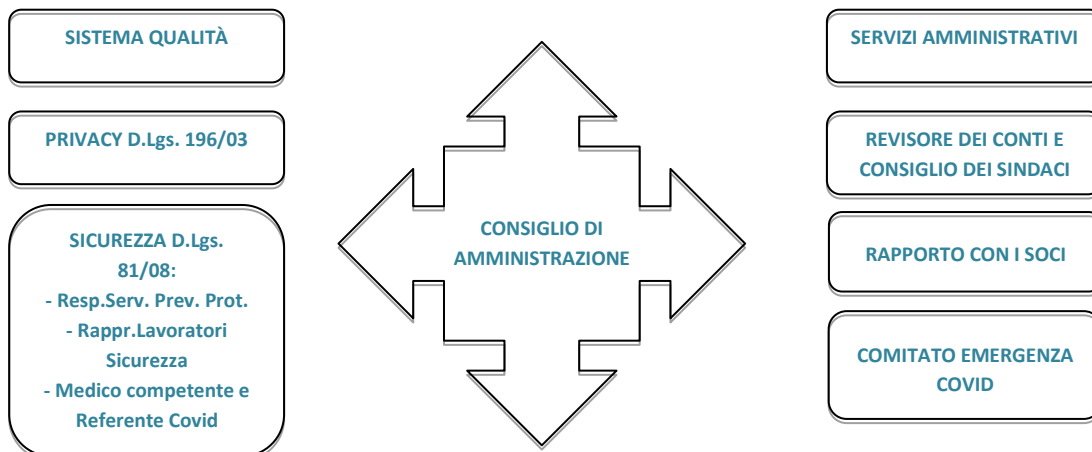 SISTEMA QUALITÀ
PRIVACY D.Lgs. 196/03
SICUREZZA D.Lgs.
81/08:
- Resp.Serv. Prev. Prot.
- Rappr.Lavoratori
Sicurezza
- Medico competente e
Referente Covid
CONSIGLIO DI
AMMINISTRAZIONE
SERVIZI AMMINISTRATIVI
REVISORE DEI CONTI E
CONSIGLIO DEI SINDACI
RAPPORTO CON I SOCI
COMITATO EMERGENZA
COVID